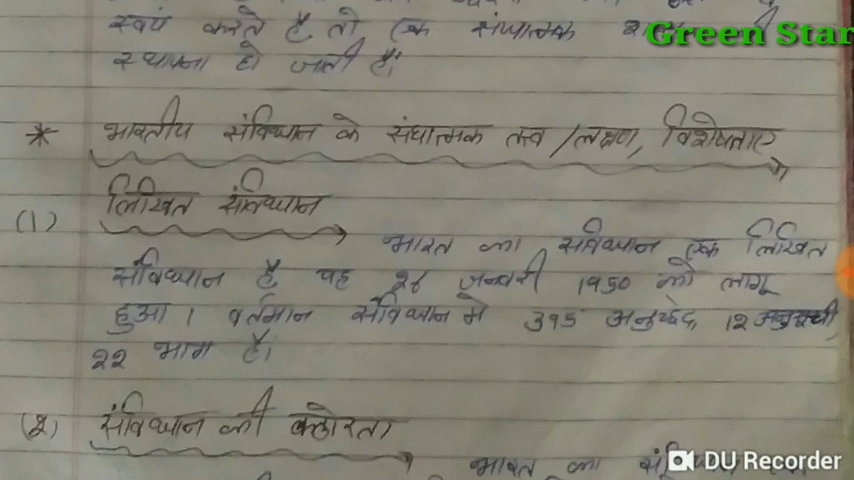 स्वयं करते है तो एक संघात्मक
Green Star
स्थापना हो जाती है।
* भारतीय संविधान के संघात्मक तत्व / लक्षण, विशेषताए
(1) लिखित संविधान
भारत का संविधान एक लिखित
संविधान है यह 26 जनवरी 1950 को लागू
हुआ। वर्तमान संविधान मे 395 अनुच्छेद, 12 अनुसूची,
22 भाग है।
(2) संविधान की कठोरता
भारत का
DU Recorder